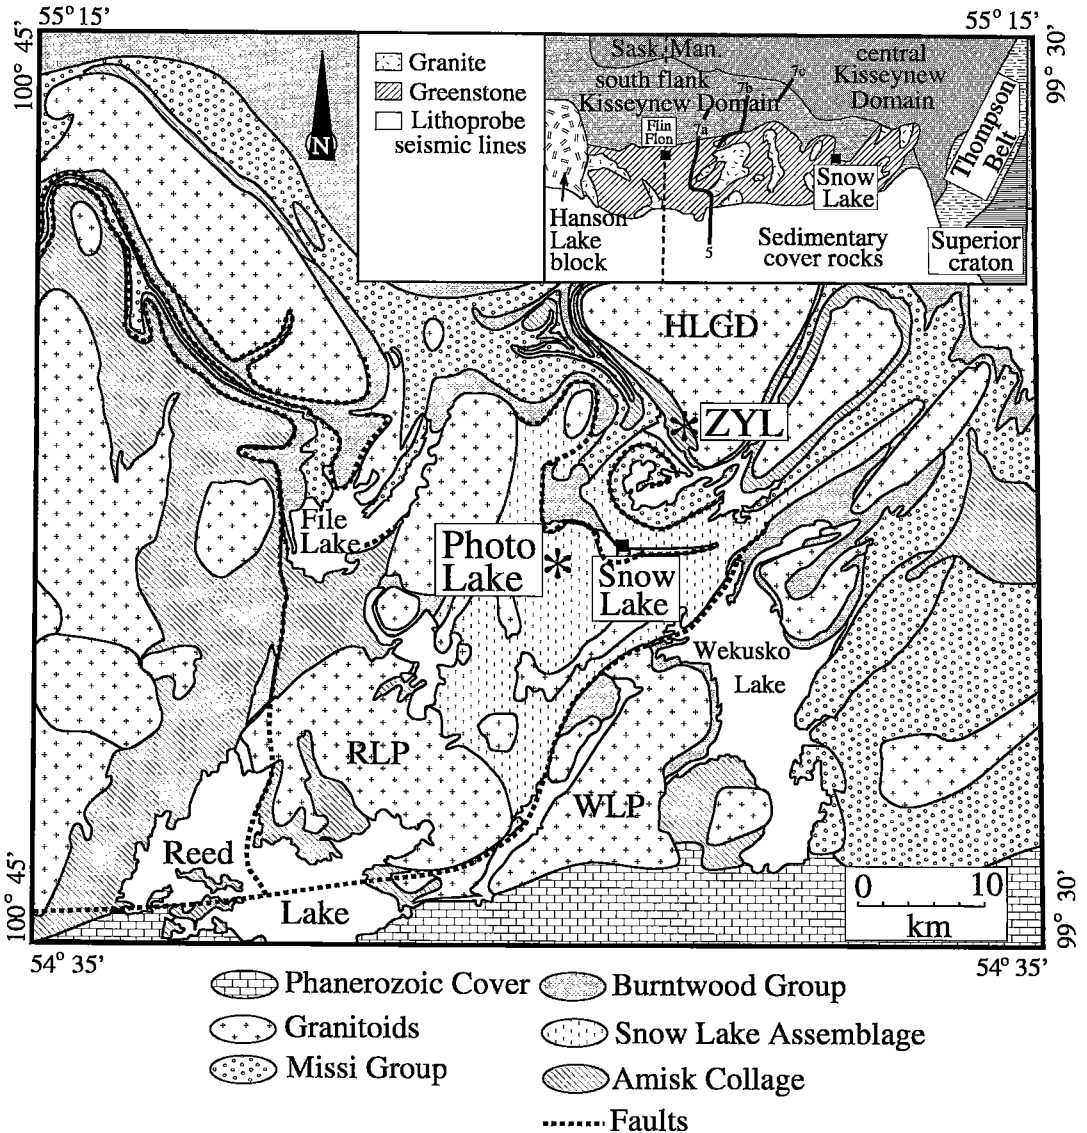 55° 15'
55° 15'
100° 45'
99° 30'
Granite
Greenstone
Lithoprobe
seismic lines
N
Sask.
Man.
south flank
Kisseynew Domain
central
Kisseynew
Domain
7c
7b
7a
5
Flin
Flon
Snow
Lake
Thompson
Belt
Hanson
Lake
block
Sedimentary
cover rocks
Superior
craton
HLGD
ZYL
File
Lake
Photo
Lake
Snow
Lake
Wekusko
Lake
RLP
WLP
Reed
Lake
0 10
km
100° 45'
99° 30'
54° 35'
54° 35'
Phanerozoic Cover
Granitoids
Missi Group
Burntwood Group
Snow Lake Assemblage
Amisk Collage
Faults